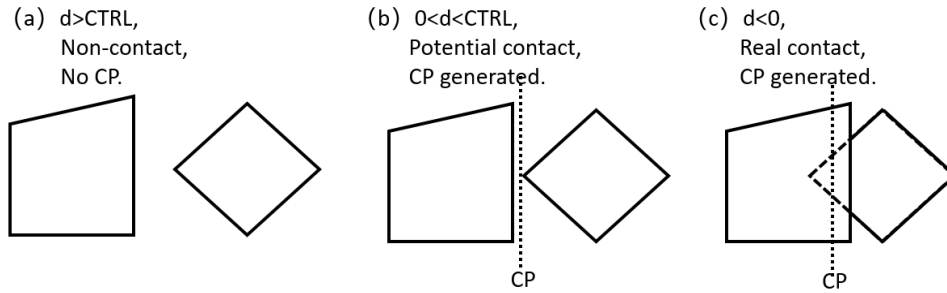 (a) d>CTRL,
Non-contact,
No CP.
(b) 0<d<CTRL,
Potential contact,
CP generated.
CP
(c) d<0,
Real contact,
CP generated.
CP